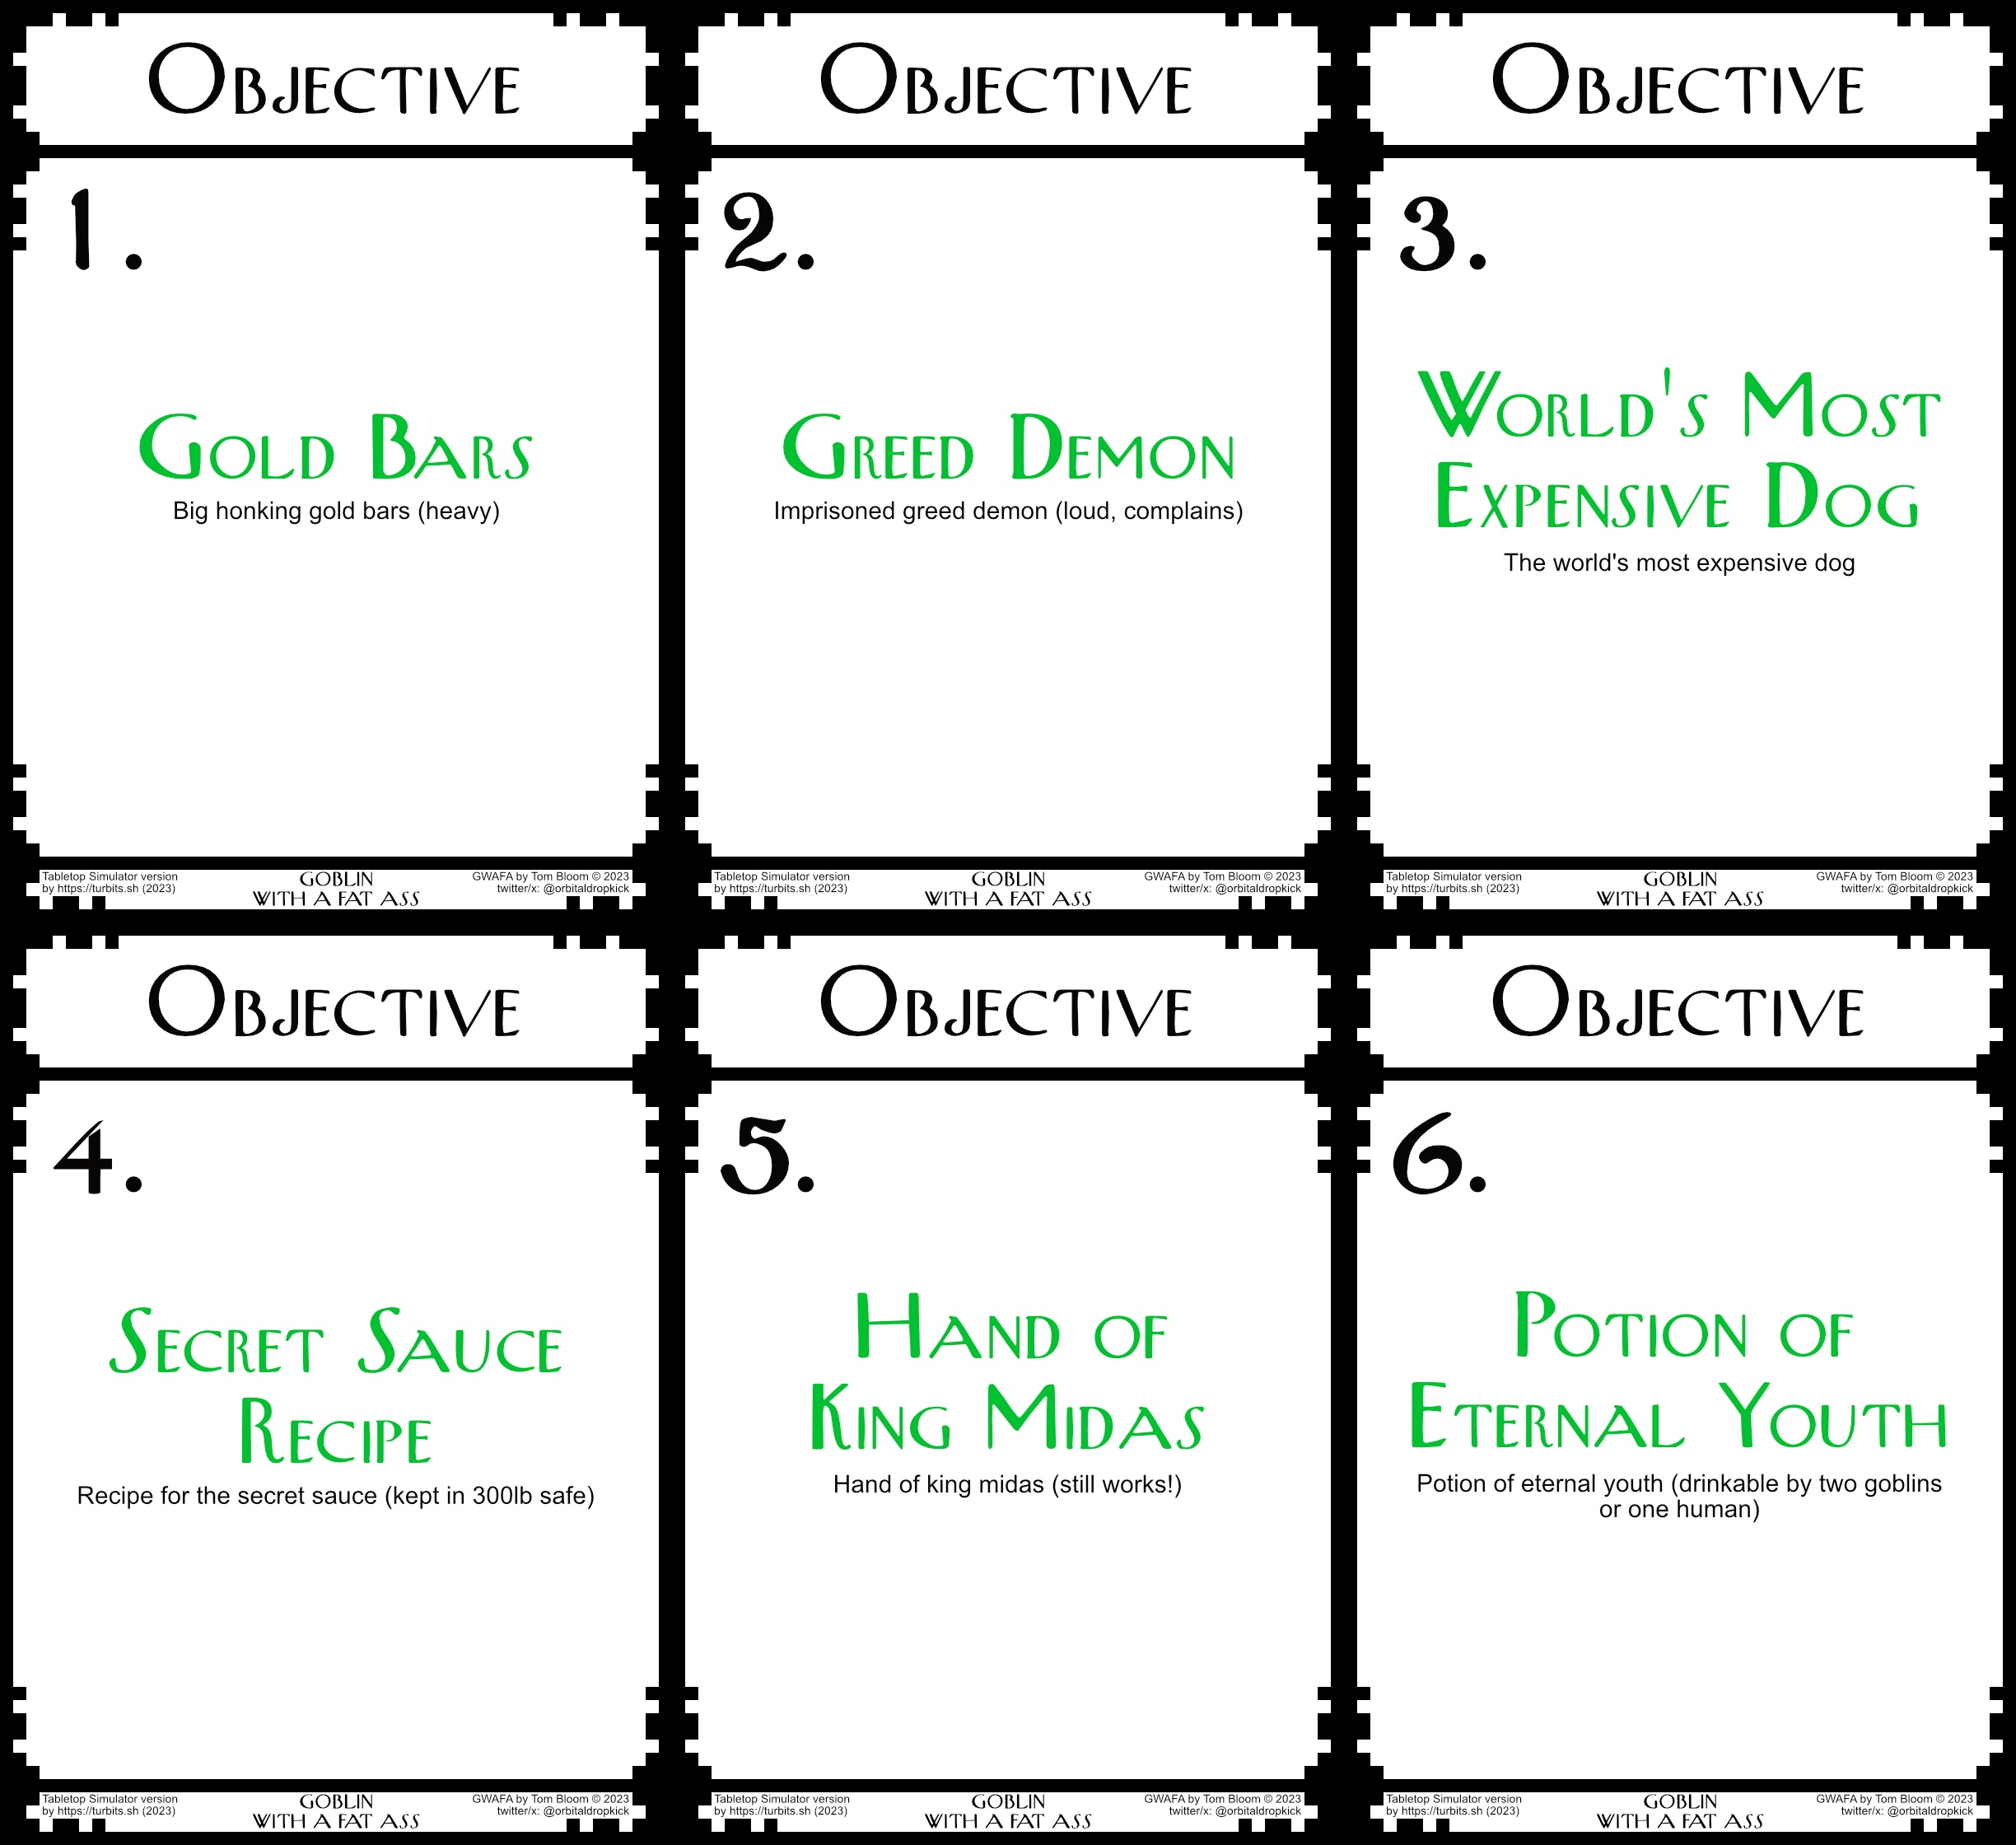 Objective
1.
Gold Bars
Big honking gold bars (heavy)
Tabletop Simulator version
by https://turbits.sh (2023)
GOBLIN
WITH A FAT ASS
GWAFA by Tom Bloom © 2023
twitter/x: @orbitaldropkick
Objective
2.
Greed Demon
Imprisoned greed demon (loud, complains)
Tabletop Simulator version
by https://turbits.sh (2023)
GOBLIN
WITH A FAT ASS
GWAFA by Tom Bloom © 2023
twitter/x: @orbitaldropkick
Objective
3.
World's Most
Expensive Dog
The world's most expensive dog
Tabletop Simulator version
by https://turbits.sh (2023)
GOBLIN
WITH A FAT ASS
GWAFA by Tom Bloom © 2023
twitter/x: @orbitaldropkick
Objective
4.
Secret Sauce
Recipe
Recipe for the secret sauce (kept in 300lb safe)
Tabletop Simulator version
by https://turbits.sh (2023)
GOBLIN
WITH A FAT ASS
GWAFA by Tom Bloom © 2023
twitter/x: @orbitaldropkick
Objective
5.
Hand of
King Midas
Hand of king midas (still works!)
Tabletop Simulator version
by https://turbits.sh (2023)
GOBLIN
WITH A FAT ASS
GWAFA by Tom Bloom © 2023
twitter/x: @orbitaldropkick
Objective
6.
Potion of
Eternal Youth
Potion of eternal youth (drinkable by two goblins
or one human)
Tabletop Simulator version
by https://turbits.sh (2023)
GOBLIN
WITH A FAT ASS
GWAFA by Tom Bloom © 2023
twitter/x: @orbitaldropkick